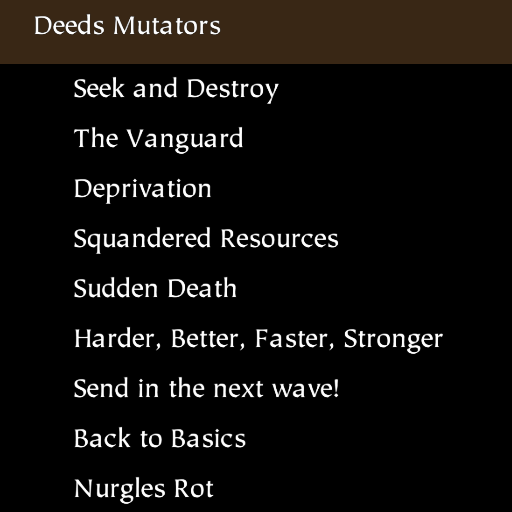 Deeds Mutators
Seek and Destroy
The Vanguard
Deprivation
Squandered Resources
Sudden Death
Harder, Better, Faster, Stronger
Send in the next wave!
Back to Basics
Nurgles Rot